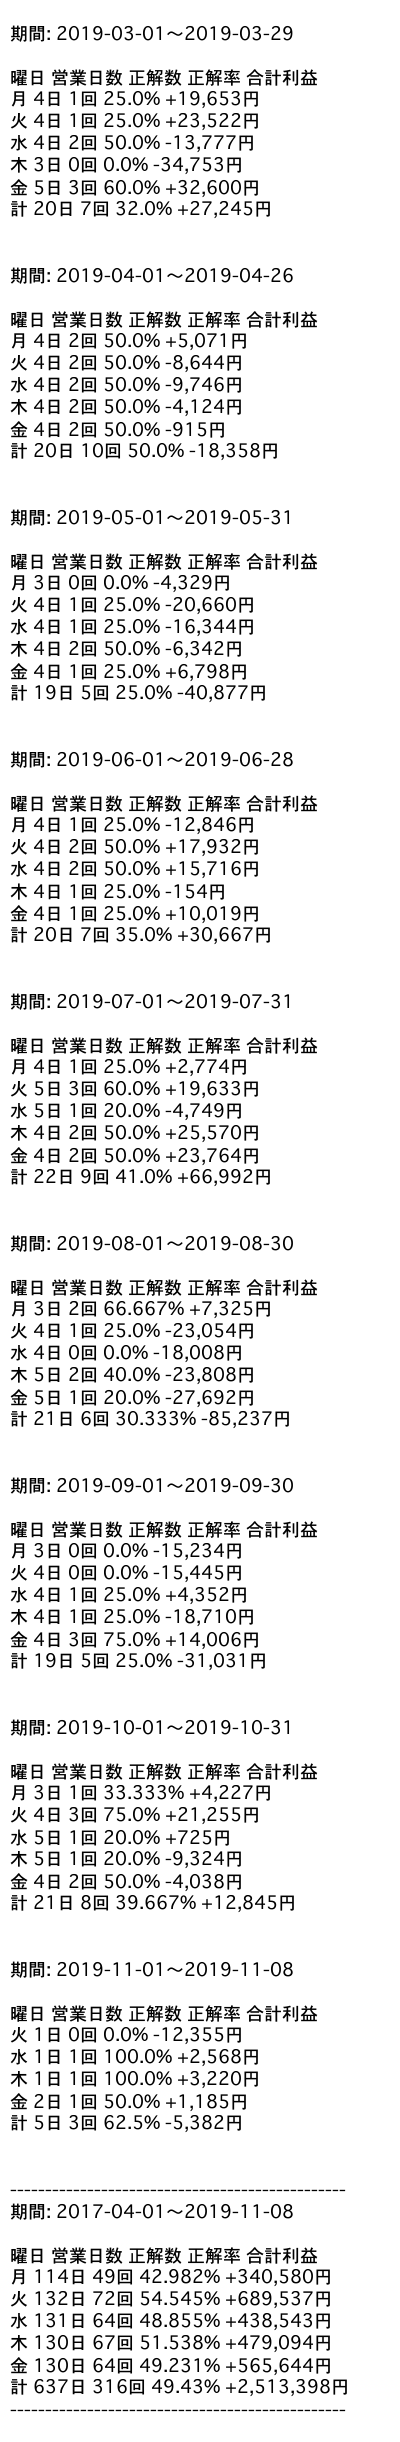 期間: 2019-03-01～2019-03-29
曜日 営業日数 正解数 正解率 合計利益
月 4日 1回 25.0% +19,653円
火 4日 1回 25.0% +23,522円
水 4日 2回 50.0% -13,777円
木 3日 0回 0.0% -34,753円
金 5日 3回 60.0% +32,600円
計 20日 7回 32.0% +27,245円
期間: 2019-04-01～2019-04-26
曜日 営業日数 正解数 正解率 合計利益
月 4日 2回 50.0% +5,071円
火 4日 2回 50.0% -8,644円
水 4日 2回 50.0% -9,746円
木 4日 2回 50.0% -4,124円
金 4日 2回 50.0% -915円
計 20日 10回 50.0% -18,358円
期間: 2019-05-01～2019-05-31
曜日 営業日数 正解数 正解率 合計利益
月 3日 0回 0.0% -4,329円
火 4日 1回 25.0% -20,660円
水 4日 1回 25.0% -16,344円
木 4日 2回 50.0% -6,342円
金 4日 1回 25.0% +6,798円
計 19日 5回 25.0% -40,877円
期間: 2019-06-01～2019-06-28
曜日 営業日数 正解数 正解率 合計利益
月 4日 1回 25.0% -12,846円
火 4日 2回 50.0% +17,932円
水 4日 2回 50.0% +15,716円
木 4日 1回 25.0% -154円
金 4日 1回 25.0% +10,019円
計 20日 7回 35.0% +30,667円
期間: 2019-07-01～2019-07-31
曜日 営業日数 正解数 正解率 合計利益
月 4日 1回 25.0% +2,774円
火 5日 3回 60.0% +19,633円
水 5日 1回 20.0% -4,749円
木 4日 2回 50.0% +25,570円
金 4日 2回 50.0% +23,764円
計 22日 9回 41.0% +66,992円
期間: 2019-08-01～2019-08-30
曜日 営業日数 正解数 正解率 合計利益
月 3日 2回 66.667% +7,325円
火 4日 1回 25.0% -23,054円
水 4日 0回 0.0% -18,008円
木 5日 2回 40.0% -23,808円
金 5日 1回 20.0% -27,692円
計 21日 6回 30.333% -85,237円
期間: 2019-09-01～2019-09-30
曜日 営業日数 正解数 正解率 合計利益
月 3日 0回 0.0% -15,234円
火 4日 0回 0.0% -15,445円
水 4日 1回 25.0% +4,352円
木 4日 1回 25.0% -18,710円
金 4日 3回 75.0% +14,006円
計 19日 5回 25.0% -31,031円
期間: 2019-10-01～2019-10-31
曜日 営業日数 正解数 正解率 合計利益
月 3日 1回 33.333% +4,227円
火 4日 3回 75.0% +21,255円
水 5日 1回 20.0% +725円
木 5日 1回 20.0% -9,324円
金 4日 2回 50.0% -4,038円
計 21日 8回 39.667% +12,845円
期間: 2019-11-01～2019-11-08
曜日 営業日数 正解数 正解率 合計利益
火 1日 0回 0.0% -12,355円
水 1日 1回 100.0% +2,568円
木 1日 1回 100.0% +3,220円
金 2日 1回 50.0% +1,185円
計 5日 3回 62.5% -5,382円
------------------------------------------------
期間: 2017-04-01～2019-11-08
曜日 営業日数 正解数 正解率 合計利益
月 114日 49回 42.982% +340,580円
火 132日 72回 54.545% +689,537円
水 131日 64回 48.855% +438,543円
木 130日 67回 51.538% +479,094円
金 130日 64回 49.231% +565,644円
計 637日 316回 49.43% +2,513,398円
------------------------------------------------